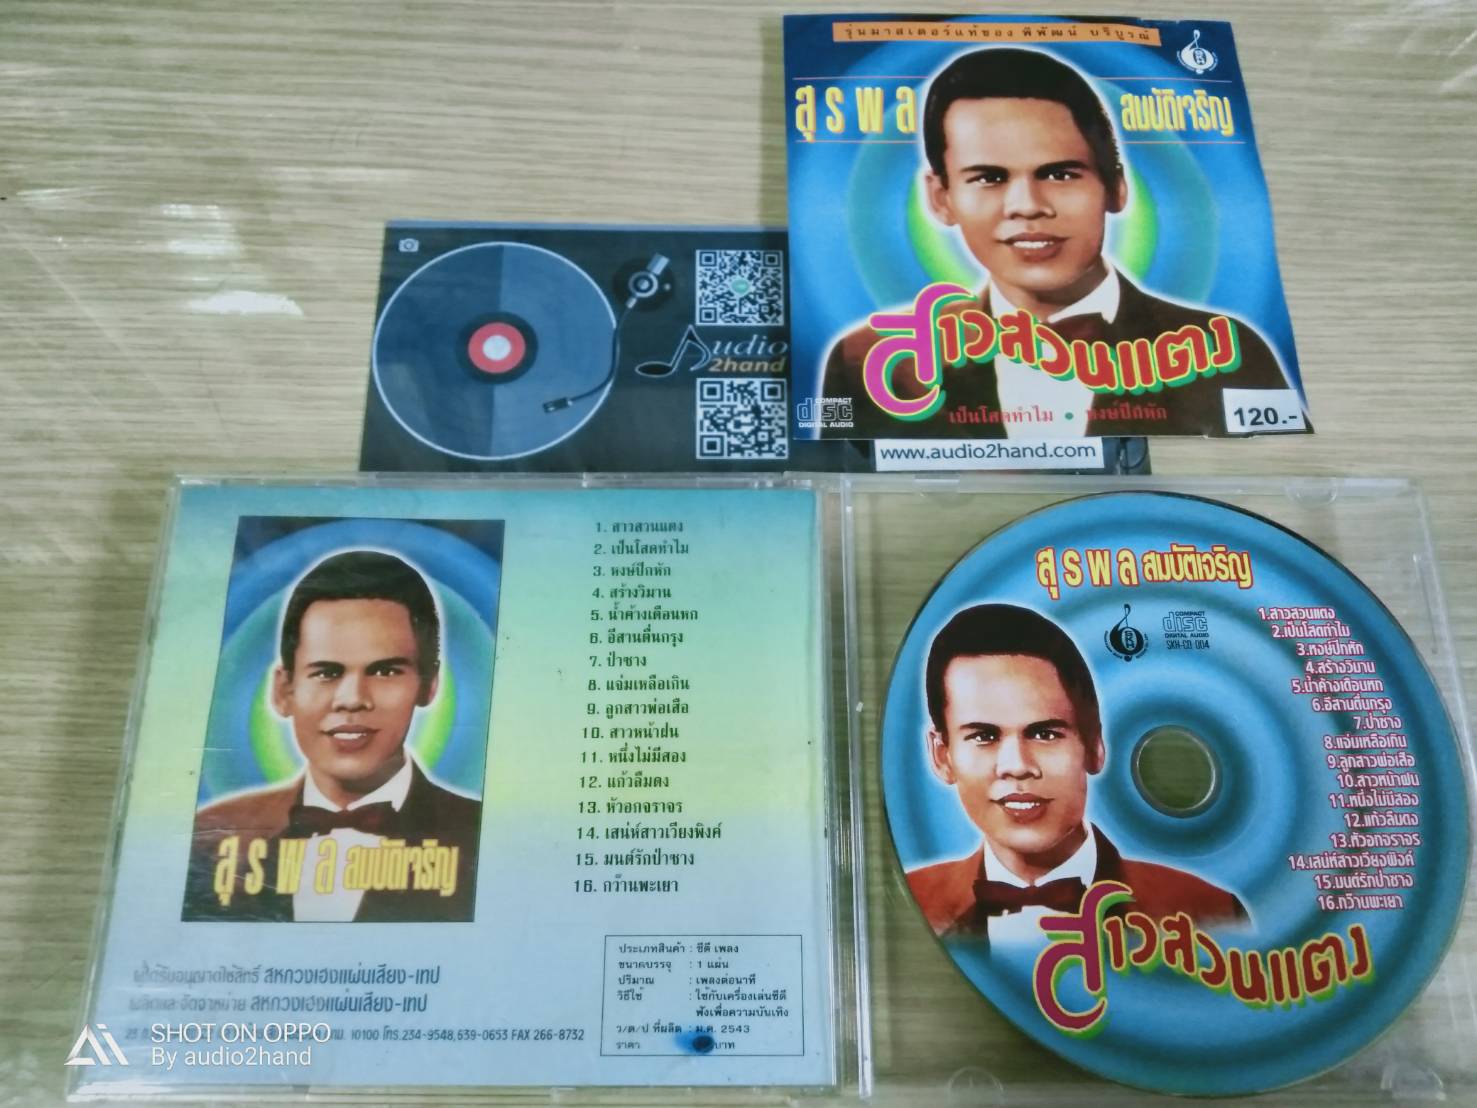 รุ่นมาสเตอร์แท้ของ พิพัฒน์ บริบูรณ์
สุรพล สมบัติเจริญ
สาวสวนแตง
เป็นโสดทำไม • หงษ์ปีกหัก
COMPACT
disc
DIGITAL AUDIO
120.-
Audio
2hand
www.audio2hand.com
1. สาวสวนแตง
2. เป็นโสดทำไม
3. หงษ์ปีกหัก
4. สร้างวิมาน
5. น้ำค้างเดือนหก
6. อีสานตื่นกรุง
7. ป่าซาง
8. แจ่มเหลือเกิน
9. ลูกสาวพ่อเสือ
10. สาวหน้าฝน
11. หนึ่งไม่มีสอง
12. แก้วลืมดง
13. หัวอกจราจร
14. เสน่ห์สาวเวียงพิงค์
15. มนต์รักป่าซาง
16. กว๊านพะเยา
สุรพล สมบัติเจริญ
ผู้ได้รับอนุญาตใช้สิทธิ์ สหกวงเฮงแผ่นเสียง-เทป
ผลิตและจัดจำหน่าย สหกวงเฮงแผ่นเสียง-เทป
กทม. 10100 โทร.234-9548,639-0653 FAX 266-8732
ประเภทสินค้า : ซีดี เพลง
ขนาดบรรจุ : 1 แผ่น
ปริมาณ : เพลงต่อนาที
วิธีใช้ : ใช้กับเครื่องเล่นซีดี
ฟังเพื่อความบันเทิง
ว/ด/ป ที่ผลิต : ม.ค. 2543
ราคา บาท
สุรพล สมบัติเจริญ
COMPACT
disc
DIGITAL AUDIO
SKH-CD 004
1.สาวสวนแตง
2.เป็นโสดทำไม
3.หงษ์ปีกหัก
4.สร้างวิมาน
5.น้ำค้างเดือนหก
6.อีสานตื่นกรุง
7.ป่าซาง
8.แจ่มเหลือเกิน
9.ลูกสาวพ่อเสือ
10.สาวหน้าฝน
11.หนึ่งไม่มีสอง
12.แก้วลืมดง
13.หัวอกจราจร
14.เสน่ห์สาวเวียงพิงค์
15.มนต์รักป่าซาง
16.กว๊านพะเยา
สาวสวนแตง
SHOT ON OPPO
By audio2hand